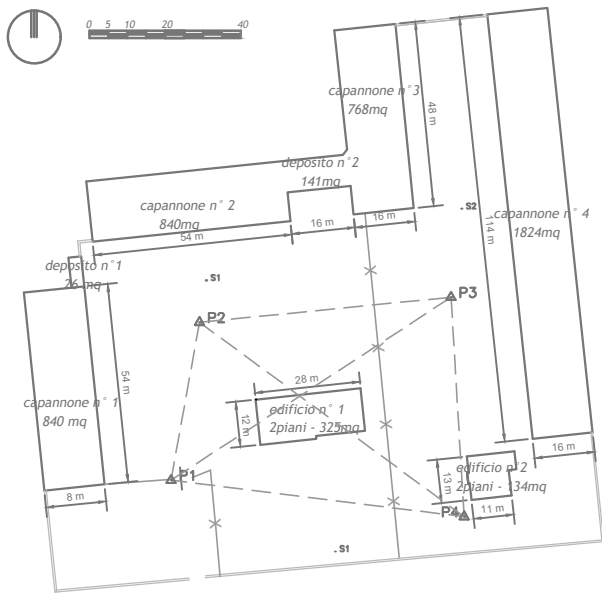 0 5 10 20 40
capannone n°3
768mq
48 m
deposito n°2
141mq
capannone n° 2
840mq
54 m
16 m
16 m
S2
114 m
capannone n° 4
1824mq
deposito n°1
26 mq
S1
P2
P3
54 m
28 m
capannone n° 1
840 mq
12 m
edificio n° 1
2piani - 325mq
16 m
P1
8 m
edificio n°2
2piani - 134mq
13 m
P4
11 m
S1